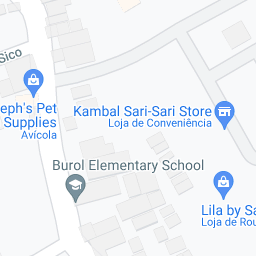 Sico
eph's Pet
Supplies
Avícola
Kambal Sari-Sari Store
Loja de Conveniência
Burol Elementary School
Lila by Sa
Loja de Rou